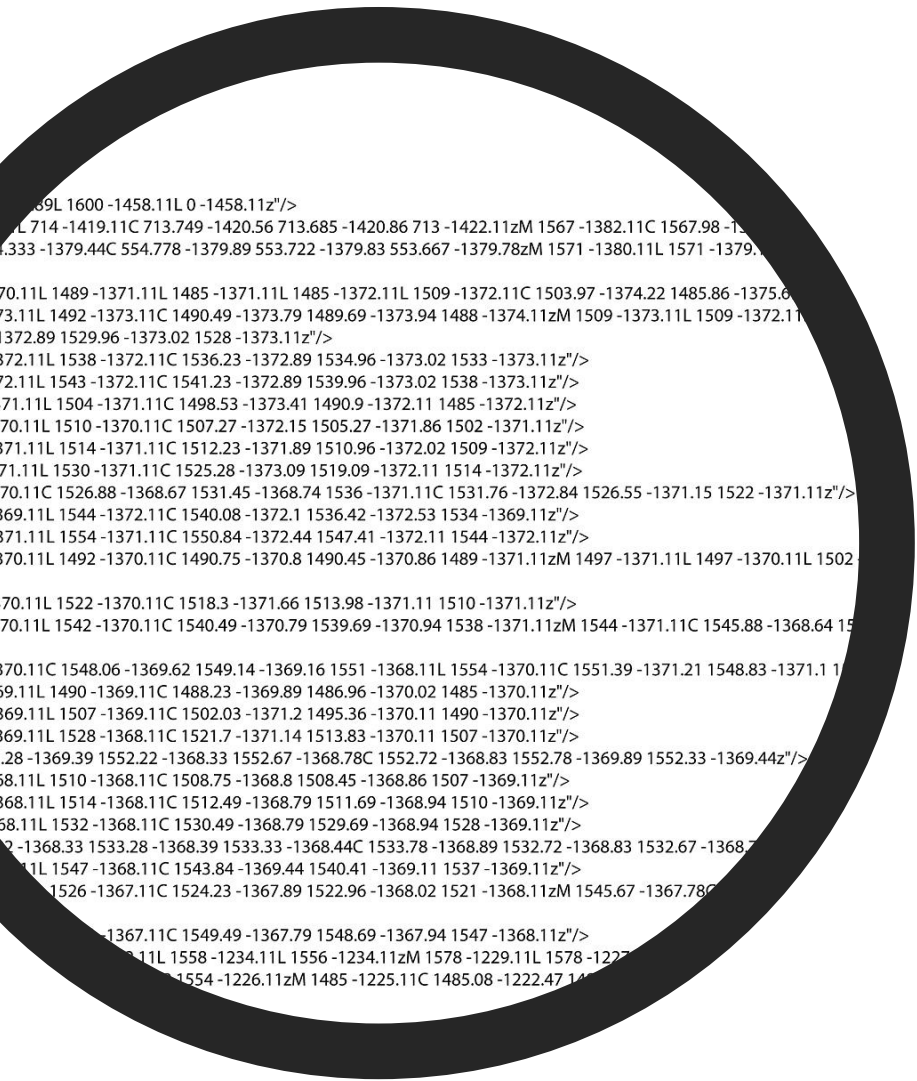 89L 1600 -1458.11L 0 -1458.11z"/>
L 714 -1419.11C 713.749 -1420.56 713.685 -1420.86 713 -1422.11zM 1567 -1382.11C 1567.98
.333 -1379.44C 554.778 -1379.89 553.722 -1379.83 553.667 -1379.78zM 1571 -1380.11L 1571 -1379.
70.11L 1489 -1371.11L 1485 -1371.11L 1485 -1372.11L 1509 -1372.11C 1503.97 -1374.22 1485.86 -1375.6
73.11L 1492 -1373.11C 1490.49 -1373.79 1489.69 -1373.94 1488 -1374.11zM 1509 -1373.11L 1509 -1372.11
1372.89 1529.96 -1373.02 1528 -1373.11z"/>
372.11L 1538 -1372.11C 1536.23 -1372.89 1534.96 -1373.02 1533 -1373.11z"/>
72.11L 1543 -1372.11C 1541.23 -1372.89 1539.96 -1373.02 1538 -1373.11z"/>
71.11L 1504 -1371.11C 1498.53 -1373.41 1490.9 -1372.11 1485 -1372.11z"/>
70.11L 1510 -1370.11C 1507.27 -1372.15 1505.27 -1371.86 1502 -1371.11z"/>
371.11L 1514 -1371.11C 1512.23 -1371.89 1510.96 -1372.02 1509 -1372.11z"/>
71.11L 1530 -1371.11C 1525.28 -1373.09 1519.09 -1372.11 1514 -1372.11z"/>
70.11C 1526.88 -1368.67 1531.45 -1368.74 1536 -1371.11C 1531.76 -1372.84 1526.55 -1371.15 1522 -1371.11z"/>
369.11L 1544 -1372.11C 1540.08 -1372.1 1536.42 -1372.53 1534 -1369.11z"/>
371.11L 1554 -1371.11C 1550.84 -1372.44 1547.41 -1372.11 1544 -1372.11z"/>
370.11L 1492 -1370.11C 1490.75 -1370.8 1490.45 -1370.86 1489 -1371.11zM 1497 -1371.11L 1497 -1370.11L 1502
70.11L 1522 -1370.11C 1518.3 -1371.66 1513.98 -1371.11 1510 -1371.11z"/>
70.11L 1542 -1370.11C 1540.49 -1370.79 1539.69 -1370.94 1538 -1371.11zM 1544 -1371.11C 1545.88 -1368.64 15
370.11C 1548.06 -1369.62 1549.14 -1369.16 1551 -1368.11L 1554 -1370.11C 1551.39 -1371.21 1548.83 -1371.1
69.11L 1490 -1369.11C 1488.23 -1369.89 1486.96 -1370.02 1485 -1370.11z"/>
369.11L 1507 -1369.11C 1502.03 -1371.2 1495.36 -1370.11 1490 -1370.11z"/>
369.11L 1528 -1368.11C 1521.7 -1371.14 1513.83 -1370.11 1507 -1370.11z"/>
.28 -1369.39 1552.22 -1368.33 1552.67 -1368.78C 1552.72 -1368.83 1552.78 -1369.89 1552.33 -1369.44z"/>
68.11L 1510 -1368.11C 1508.75 -1368.8 1508.45 -1368.86 1507 -1369.11z"/>
368.11L 1514 -1368.11C 1512.49 -1368.79 1511.69 -1368.94 1510 -1369.11z"/>
68.11L 1532 -1368.11C 1530.49 -1368.79 1529.69 -1368.94 1528 -1369.11z"/>
2 -1368.33 1533.28 -1368.39 1533.33 -1368.44C 1533.78 -1368.89 1532.72 -1368.83 1532.67 -1368.
11L 1547 -1368.11C 1543.84 -1369.44 1540.41 -1369.11 1537 -1369.11z"/>
1526 -1367.11C 1524.23 -1367.89 1522.96 -1368.02 1521 -1368.11zM 1545.67 -1367.78C
-1367.11C 1549.49 -1367.79 1548.69 -1367.94 1547 -1368.11z"/>
.11L 1558 -1234.11L 1556 -1234.11zM 1578 -1229.11L 1578 -1227
1554 -1226.11zM 1485 -1225.11C 1485.08 -1222.47